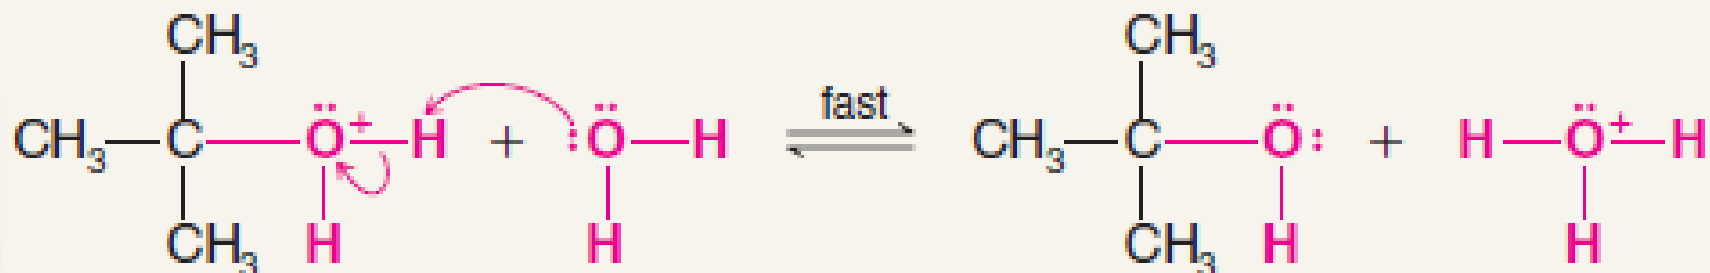 CH₃ CH₃
fast
CH₃—C—Ö⁺—H + :Ö—H ⇌ CH₃—C—Ö: + H—Ö⁺—H
H H H H
CH₃ CH₃